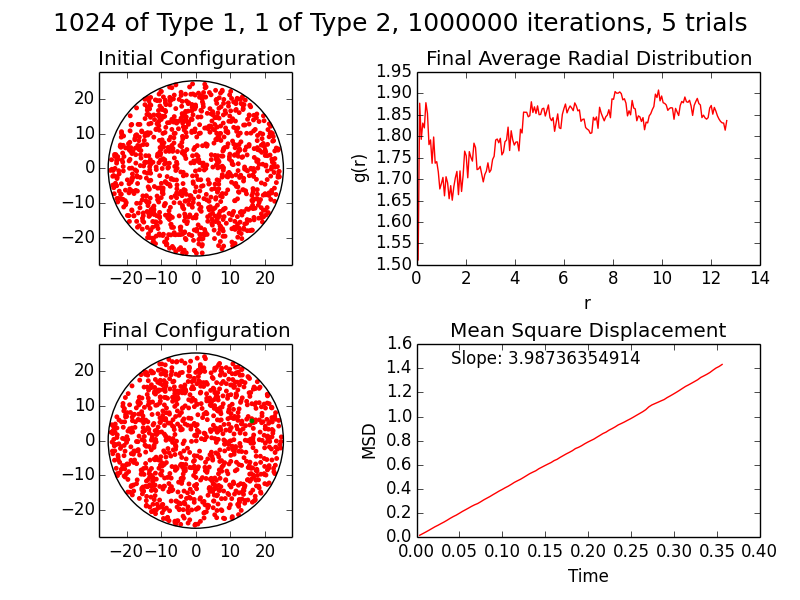 1024 of Type 1, 1 of Type 2, 1000000 iterations, 5 trials
Initial Configuration
20
10
0
−10
−20
−20 −10 0 10 20
Final Average Radial Distribution
1.95
1.90
1.85
1.80
1.75
1.70
1.65
1.60
1.55
1.50
g(r)
0 2 4 6 8 10 12 14
r
Final Configuration
20
10
0
−10
−20
−20 −10 0 10 20
Mean Square Displacement
Slope: 3.98736354914
1.6
1.4
1.2
1.0
0.8
0.6
0.4
0.2
0.0
MSD
0.00 0.05 0.10 0.15 0.20 0.25 0.30 0.35 0.40
Time